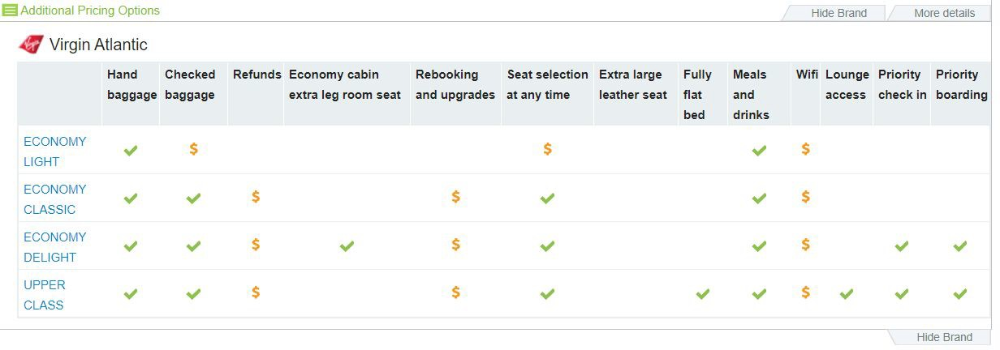 Additional Pricing Options
Hide Brand
More details
Virgin
Virgin Atlantic
Hand Checked Refunds Economy cabin Rebooking Seat selection Extra large Fully Meals Wifi Lounge Priority Priority
baggage baggage extra leg room seat and upgrades at any time leather seat flat and access check in boarding
bed drinks
ECONOMY
LIGHT
$ $ $
ECONOMY
CLASSIC
$ $ $
ECONOMY
DELIGHT
$ $ $
UPPER
CLASS
$ $ $
Hide Brand